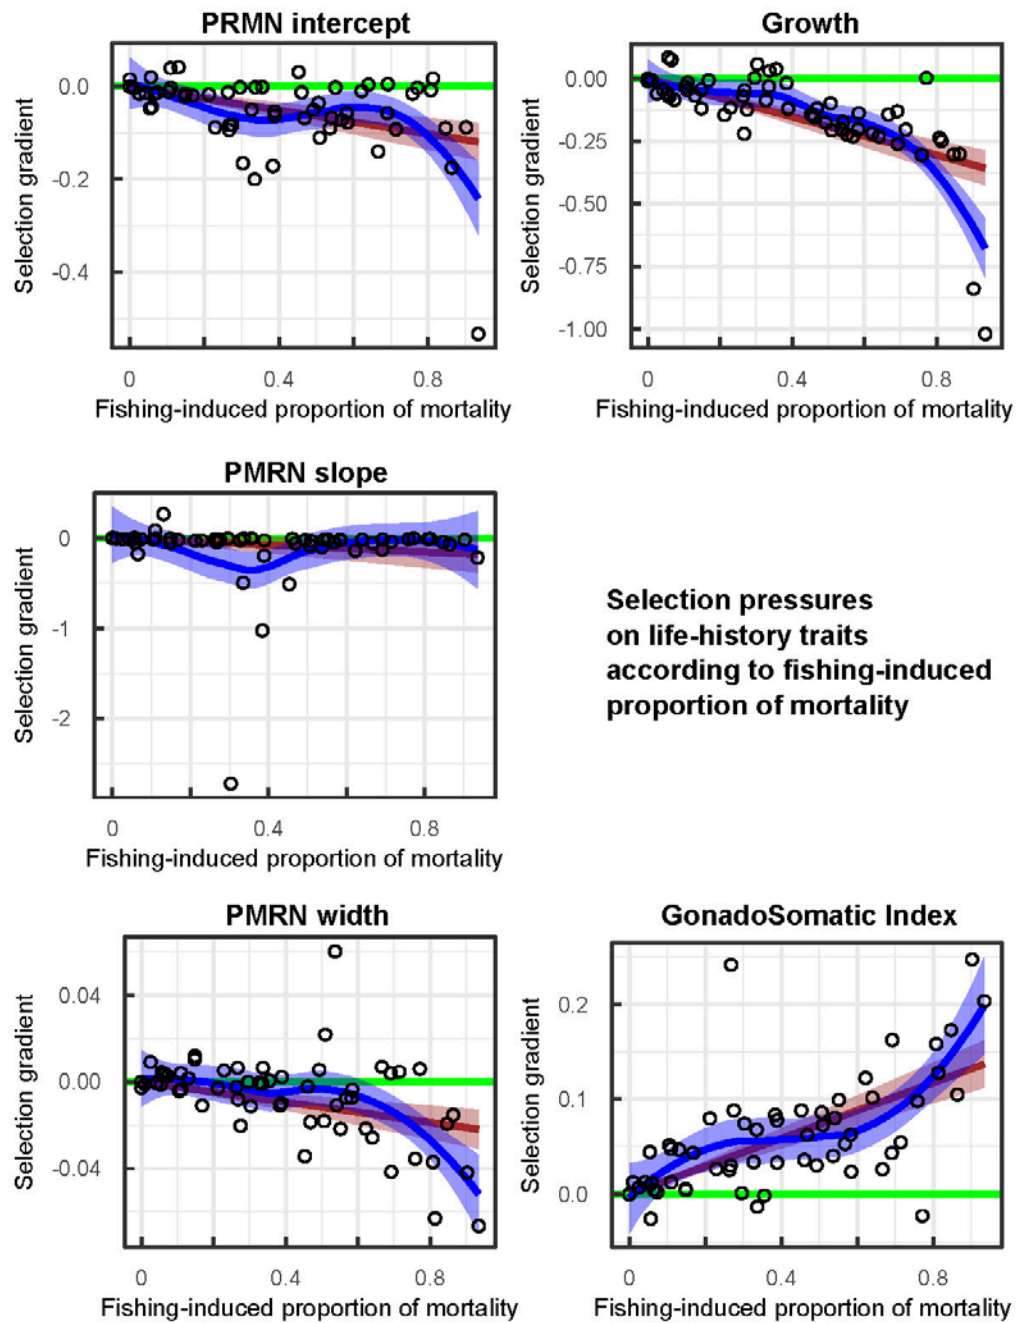 PRMN intercept
Selection gradient
0.0
-0.2
-0.4
0 0.4 0.8
Fishing-induced proportion of mortality
Growth
Selection gradient
0.00
-0.25
-0.50
-0.75
-1.00
0 0.4 0.8
Fishing-induced proportion of mortality
PMRN slope
Selection gradient
0
-1
-2
0 0.4 0.8
Fishing-induced proportion of mortality
Selection pressures
on life-history traits
according to fishing-induced
proportion of mortality
PMRN width
Selection gradient
0.04
0.00
-0.04
0 0.4 0.8
Fishing-induced proportion of mortality
GonadoSomatic Index
Selection gradient
0.2
0.1
0.0
0 0.4 0.8
Fishing-induced proportion of mortality